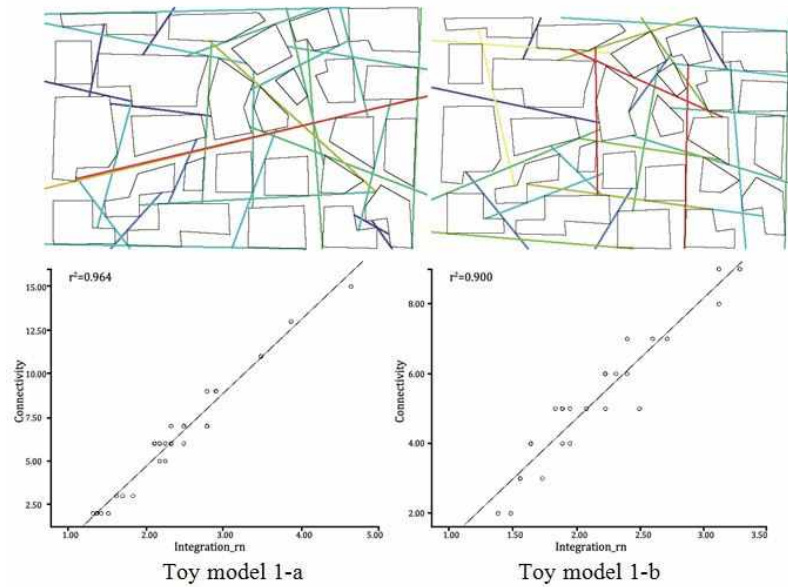 r²=0.964
15.00
12.50
10.00
7.50
5.00
2.50
Connectivity
1.00 2.00 3.00 4.00 5.00
Integration_rn
Toy model 1-a
r²=0.900
8.00
6.00
4.00
2.00
Connectivity
1.00 1.50 2.00 2.50 3.00 3.50
Integration_rn
Toy model 1-b